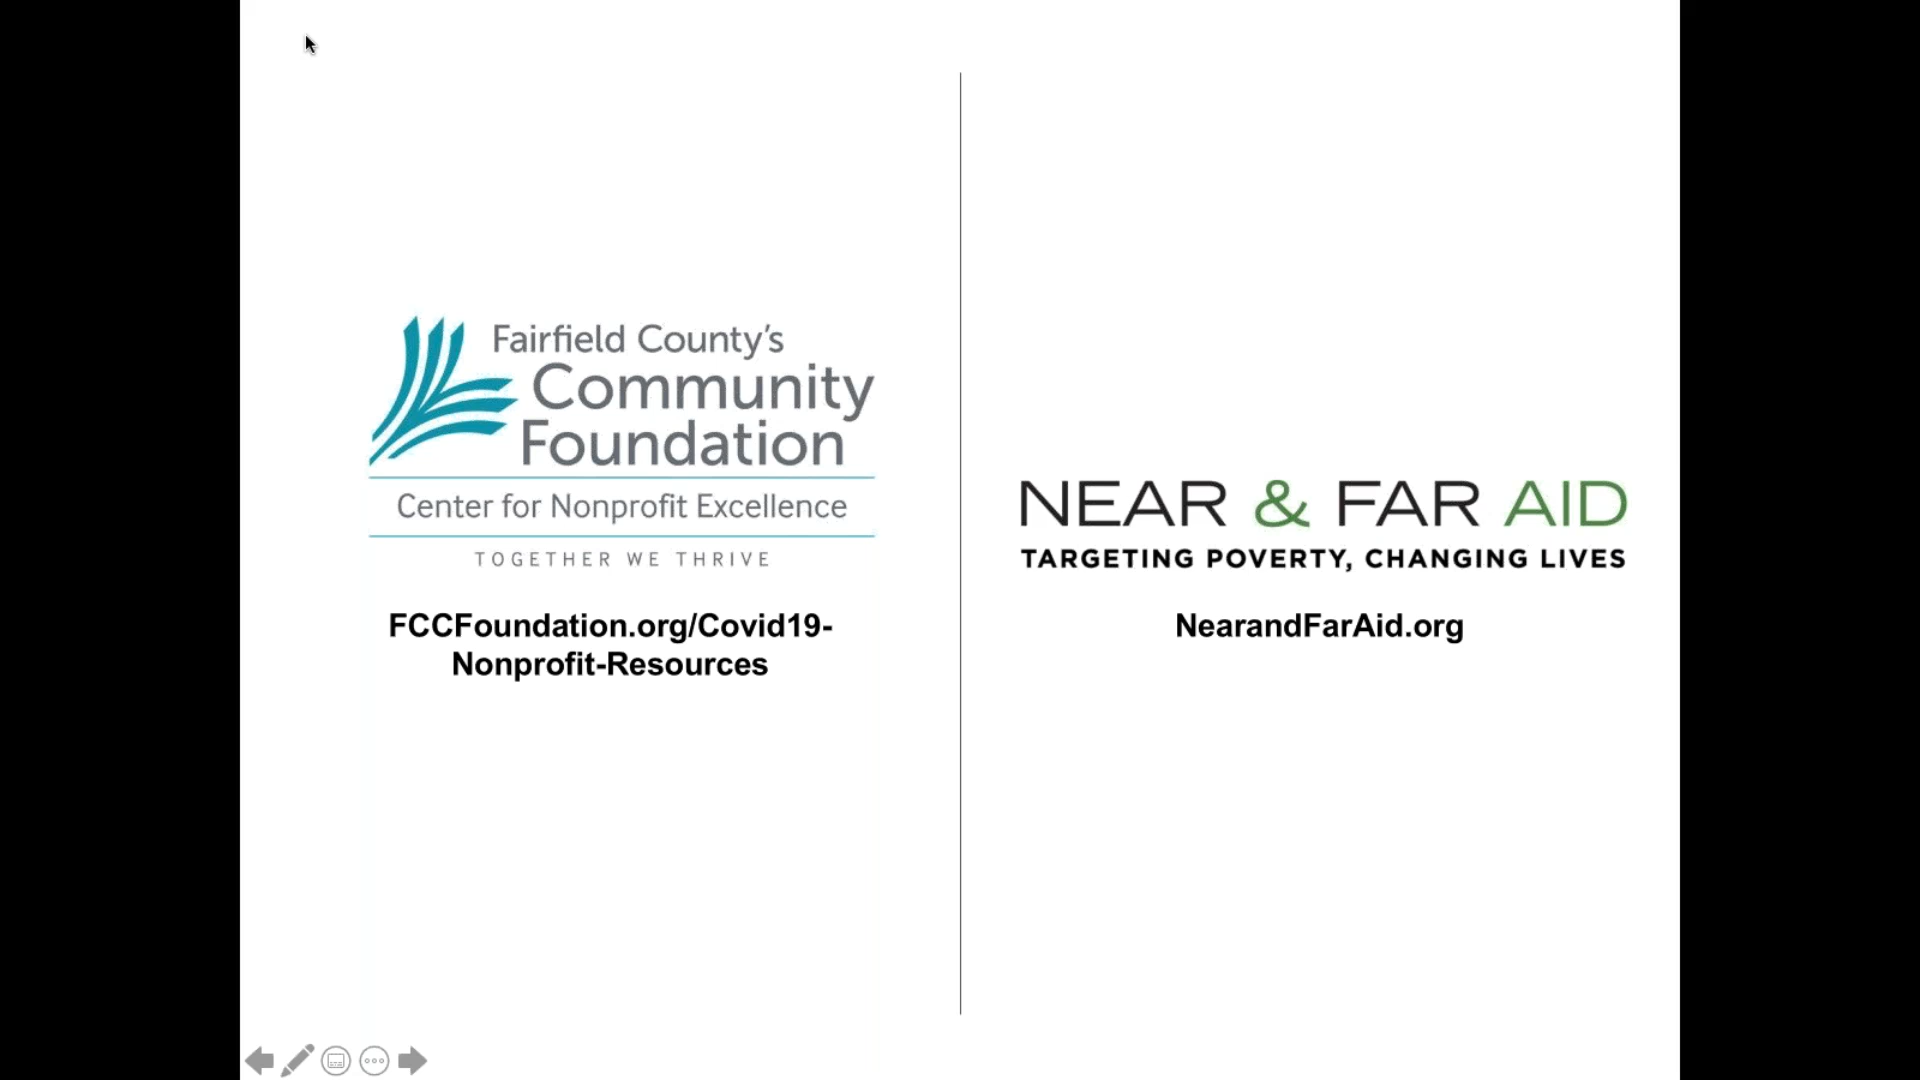 Fairfield County's
Community
Foundation
Center for Nonprofit Excellence
TOGETHER WE THRIVE
FCCFoundation.org/Covid19-
Nonprofit-Resources
NEAR & FAR AID
TARGETING POVERTY, CHANGING LIVES
NearandFarAid.org